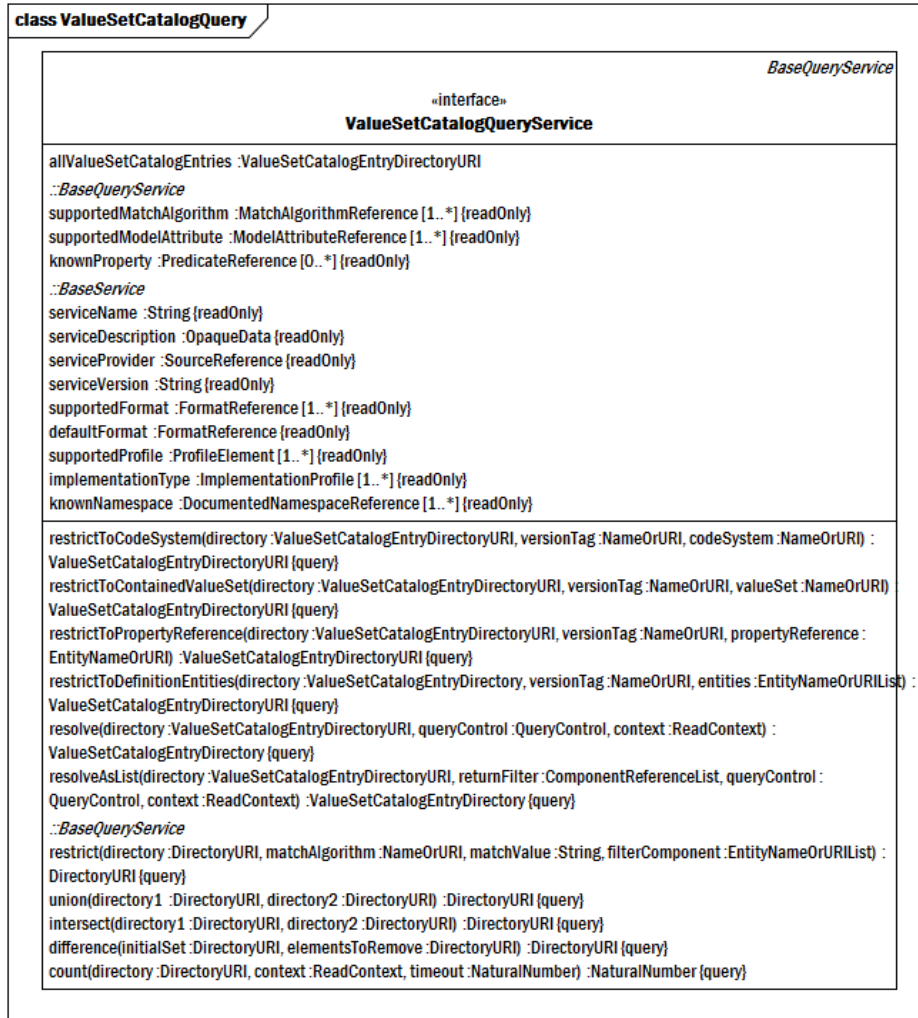 class ValueSetCatalogQuery
BaseQueryService
«interface»
ValueSetCatalogQueryService
allValueSetCatalogEntries :ValueSetCatalogEntryDirectoryURI
::BaseQueryService
supportedMatchAlgorithm :MatchAlgorithmReference [1..*] {readOnly}
supportedModelAttribute :ModelAttributeReference [1..*] {readOnly}
knownProperty :PredicateReference [0..*] {readOnly}
::BaseService
serviceName :String {readOnly}
serviceDescription :OpaqueData {readOnly}
serviceProvider :SourceReference {readOnly}
serviceVersion :String {readOnly}
supportedFormat :FormatReference [1..*] {readOnly}
defaultFormat :FormatReference {readOnly}
supportedProfile :ProfileElement [1..*] {readOnly}
implementationType :ImplementationProfile [1..*] {readOnly}
knownNamespace :DocumentedNamespaceReference [1..*] {readOnly}
restrictToCodeSystem(directory :ValueSetCatalogEntryDirectoryURI, versionTag :NameOrURI, codeSystem :NameOrURI) :
ValueSetCatalogEntryDirectoryURI {query}
restrictToContainedValueSet(directory :ValueSetCatalogEntryDirectoryURI, versionTag :NameOrURI, valueSet :NameOrURI) :
ValueSetCatalogEntryDirectoryURI {query}
restrictToPropertyReference(directory :ValueSetCatalogEntryDirectoryURI, versionTag :NameOrURI, propertyReference :
EntityNameOrURI) :ValueSetCatalogEntryDirectoryURI {query}
restrictToDefinitionEntities(directory :ValueSetCatalogEntryDirectory, versionTag :NameOrURI, entities :EntityNameOrURIList) :
ValueSetCatalogEntryDirectoryURI {query}
resolve(directory :ValueSetCatalogEntryDirectoryURI, queryControl :QueryControl, context :ReadContext) :
ValueSetCatalogEntryDirectory {query}
resolveAsList(directory :ValueSetCatalogEntryDirectoryURI, returnFilter :ComponentReferenceList, queryControl :
QueryControl, context :ReadContext) :ValueSetCatalogEntryDirectory {query}
::BaseQueryService
restrict(directory :DirectoryURI, matchAlgorithm :NameOrURI, matchValue :String, filterComponent :EntityNameOrURIList) :
DirectoryURI {query}
union(directory1 :DirectoryURI, directory2 :DirectoryURI) :DirectoryURI {query}
intersect(directory1 :DirectoryURI, directory2 :DirectoryURI) :DirectoryURI {query}
difference(initialSet :DirectoryURI, elementsToRemove :DirectoryURI) :DirectoryURI {query}
count(directory :DirectoryURI, context :ReadContext, timeout :NaturalNumber) :NaturalNumber {query}